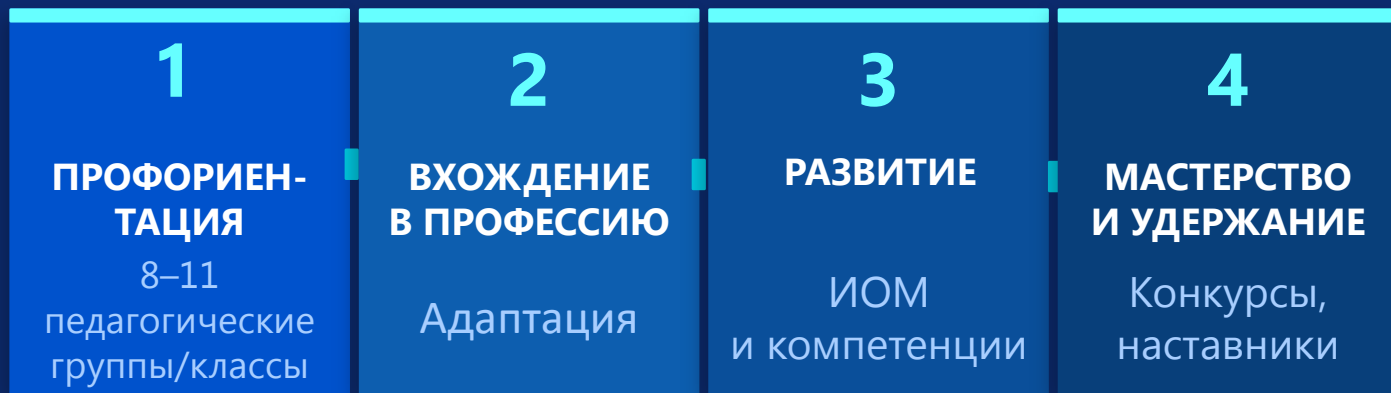 1
ПРОФОРИЕН-
ТАЦИЯ
8–11
педагогические
группы/классы
2
ВХОЖДЕНИЕ
В ПРОФЕССИЮ
Адаптация
3
РАЗВИТИЕ
ИОМ
и компетенции
4
МАСТЕРСТВО
И УДЕРЖАНИЕ
Конкурсы,
наставники